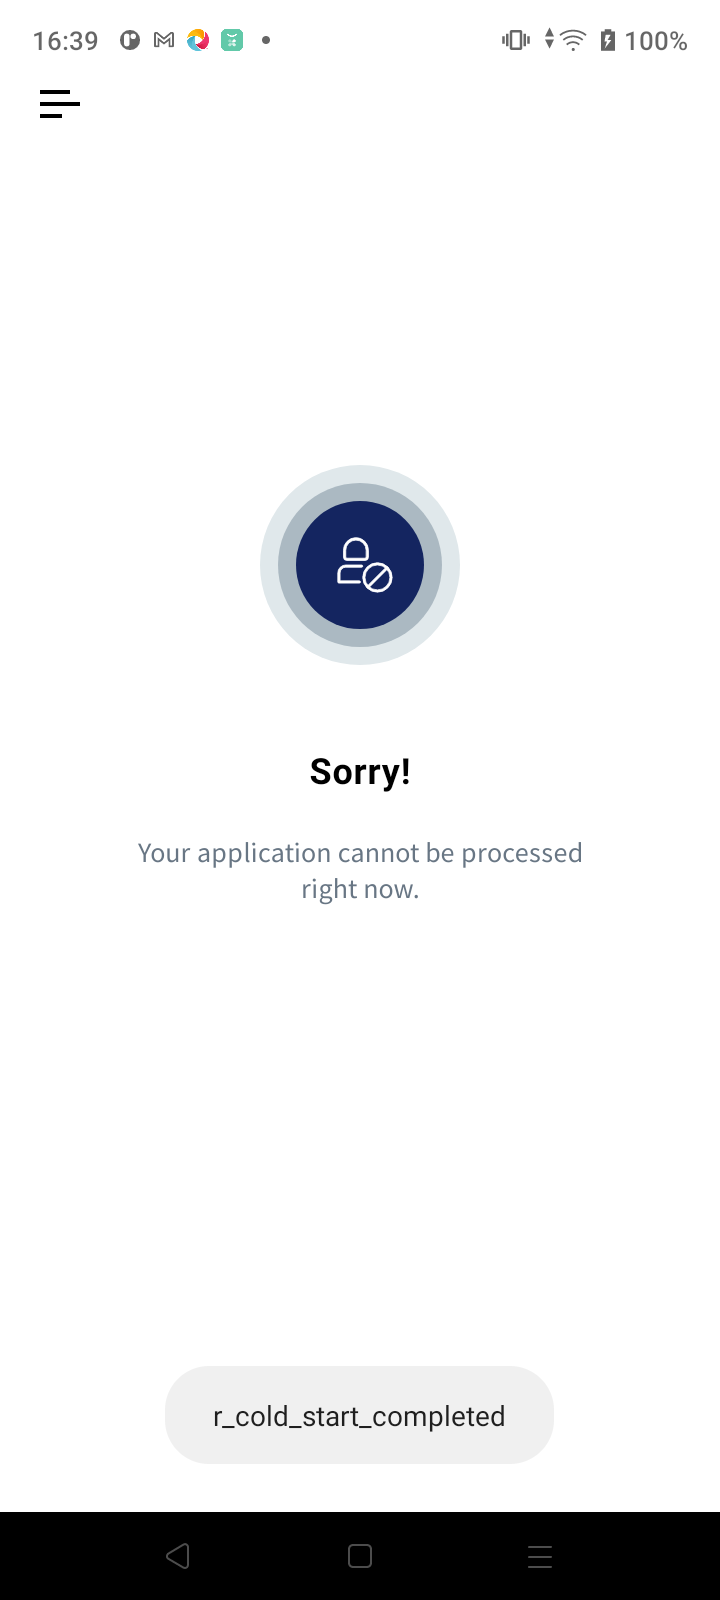 16:39
100%
Sorry!
Your application cannot be processed
right now.
r_cold_start_completed